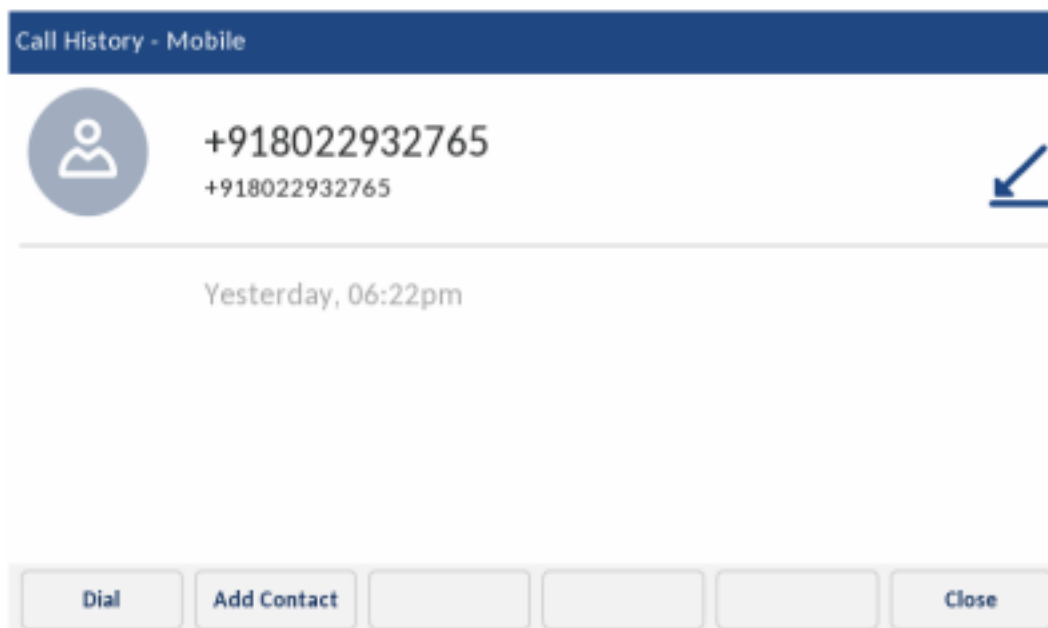 Call History - Mobile
+918022932765
+918022932765
Yesterday, 06:22pm
Dial
Add Contact
Close